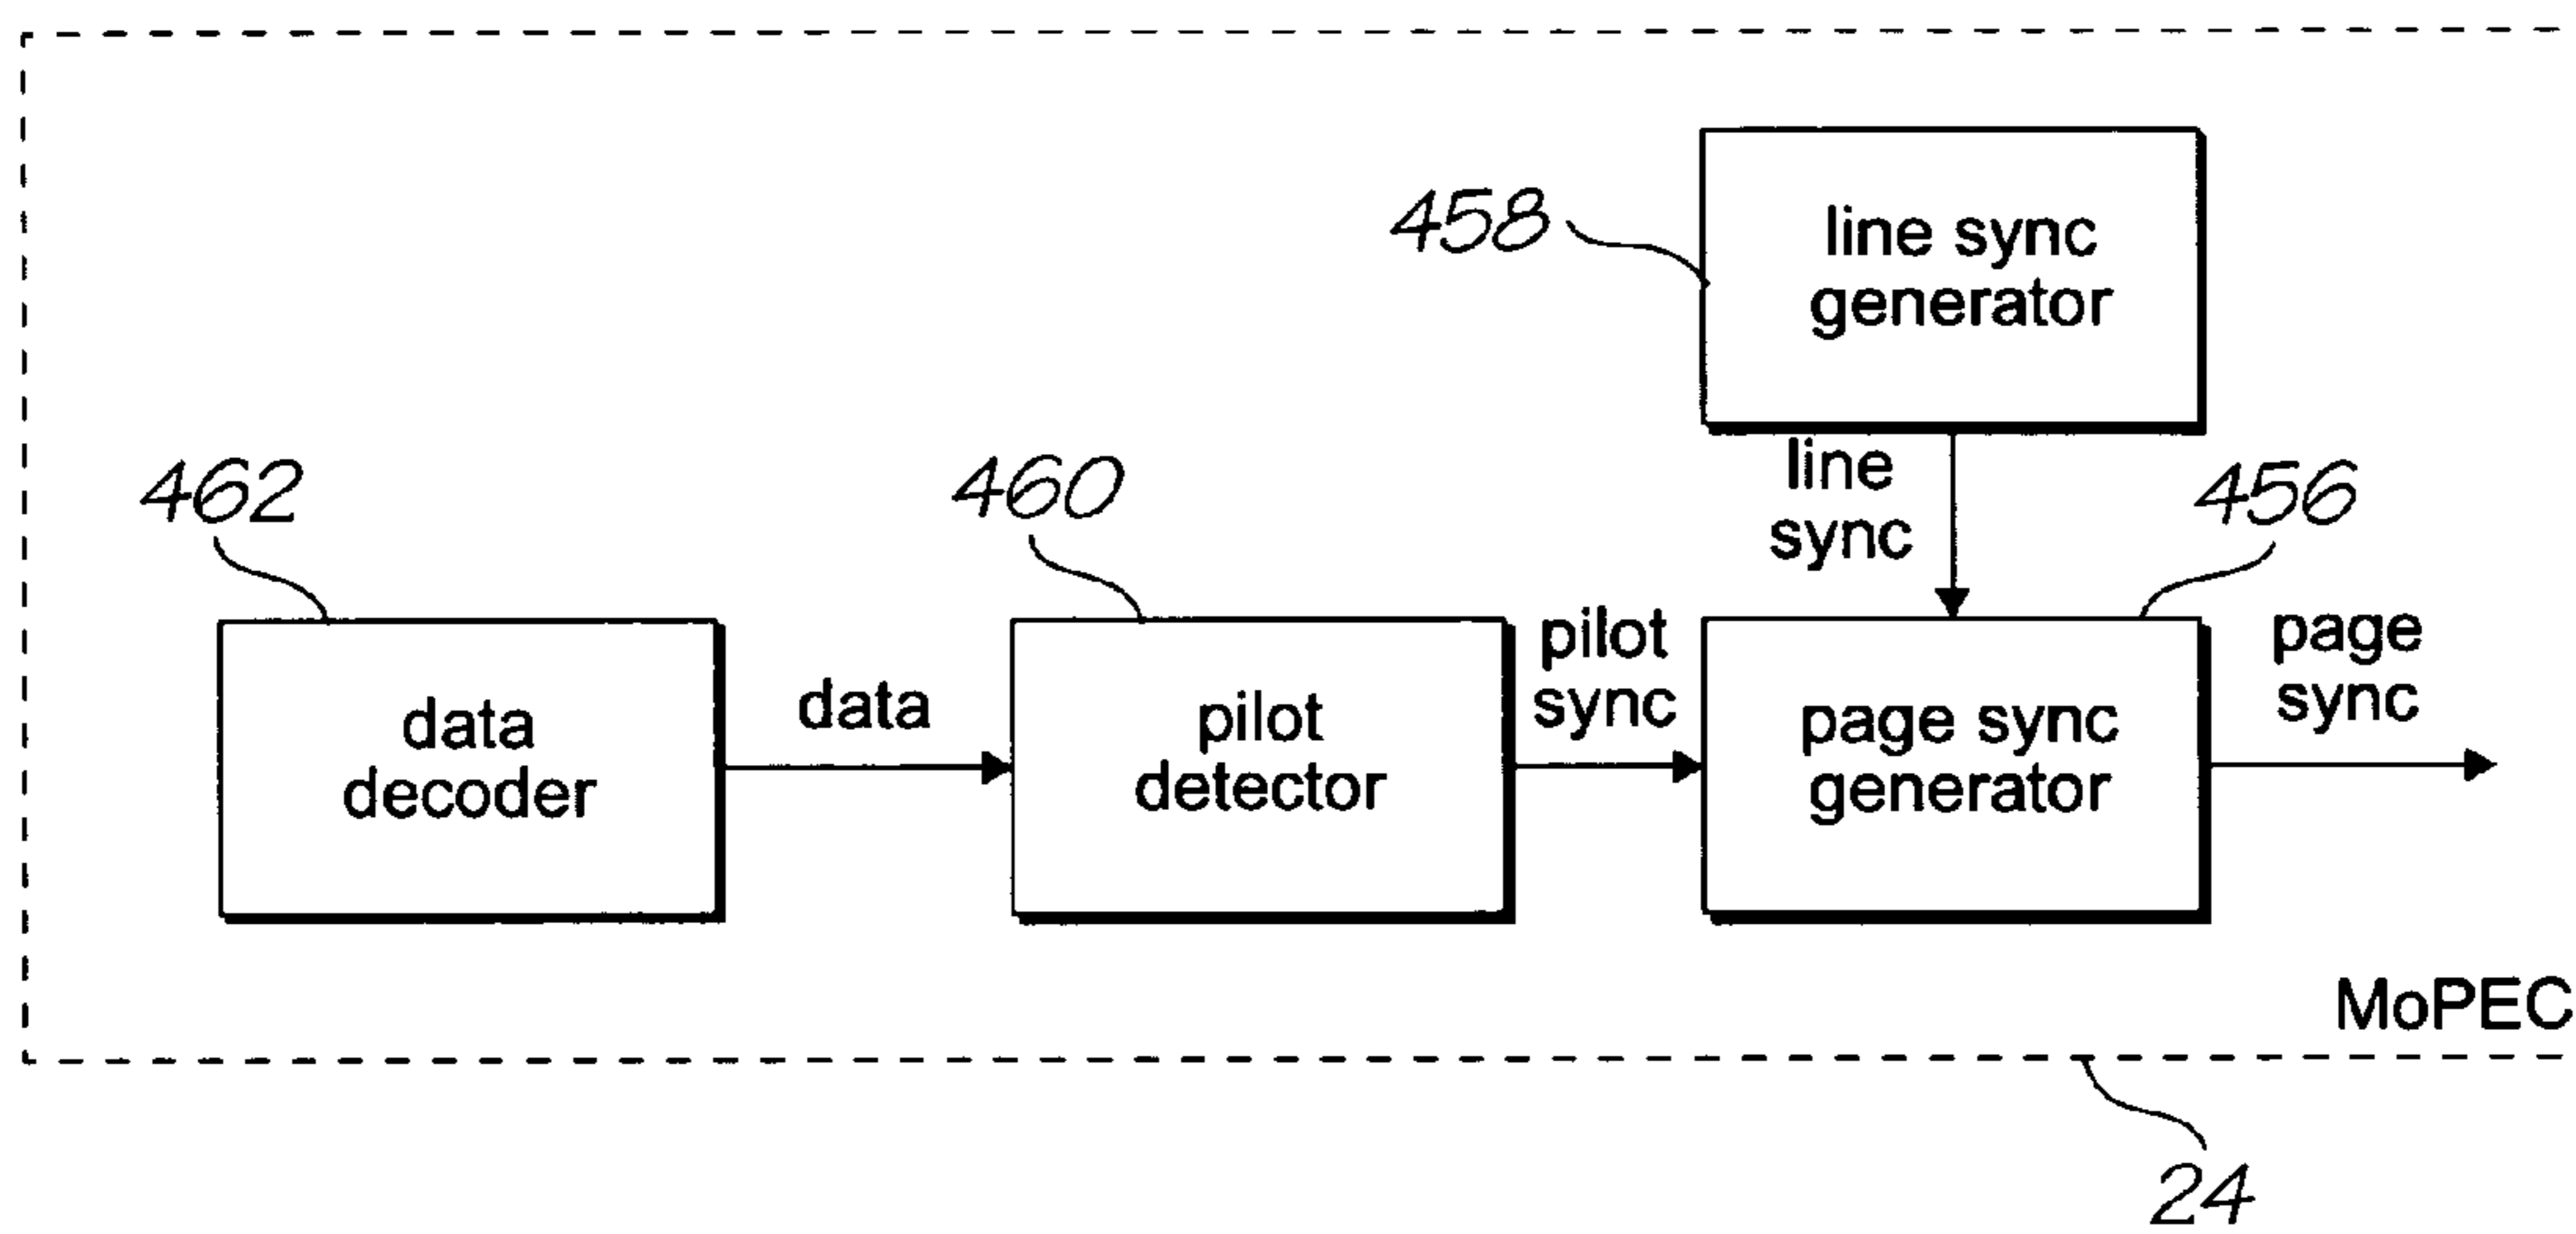 458
line sync
generator
line
sync
462
460
456
data
decoder
data
pilot
detector
pilot
sync
page sync
generator
page
sync
MoPEC
24